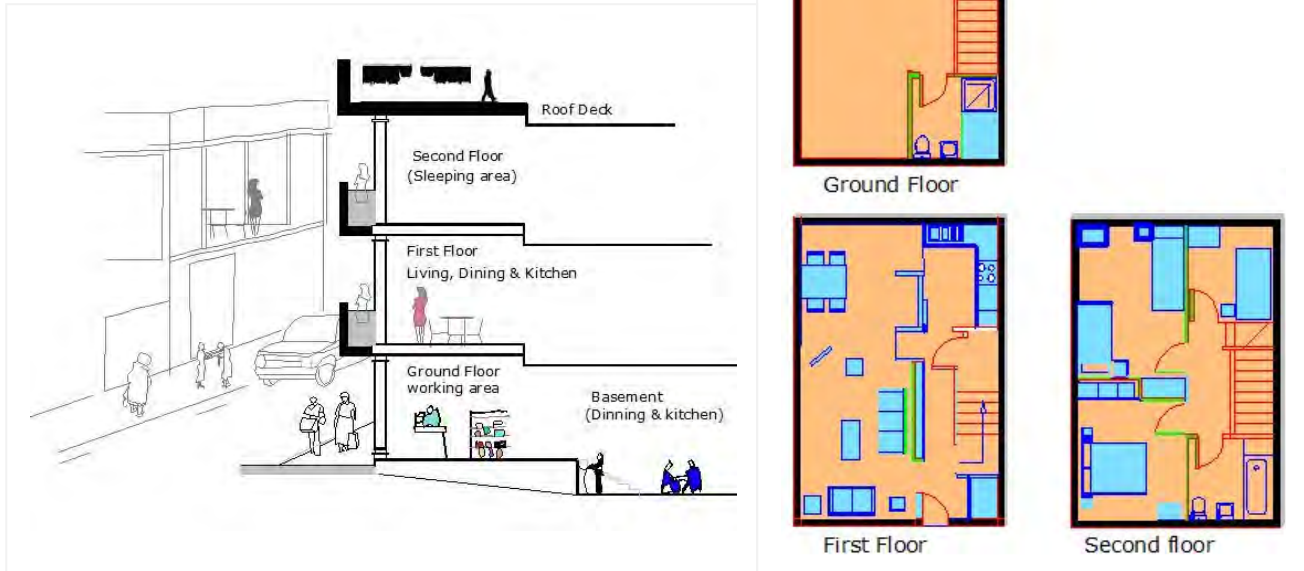 Roof Deck
Second Floor
(Sleeping area)
First Floor
Living, Dining & Kitchen
Ground Floor
working area
Basement
(Dinning & kitchen)
Ground Floor
First Floor
Second floor